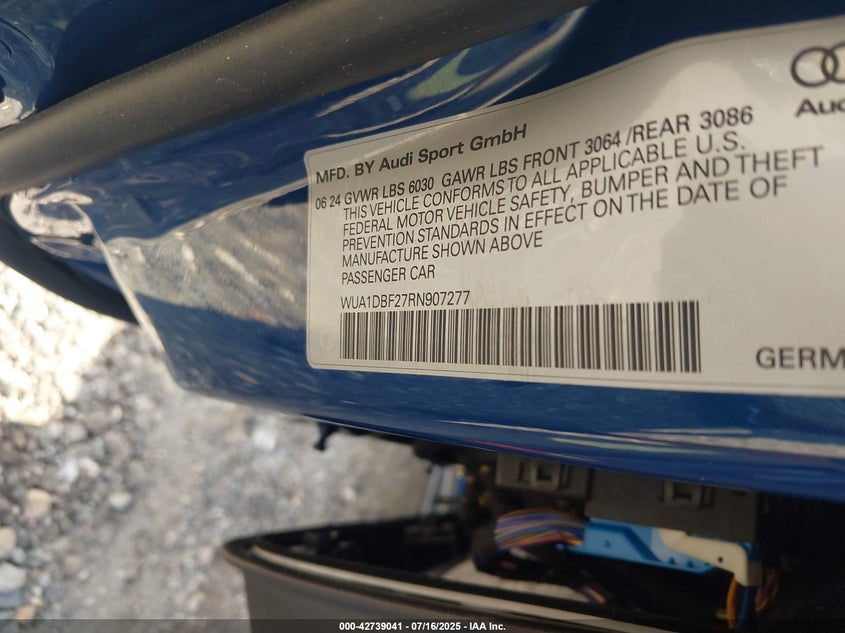 Audi
MFD. BY Audi Sport GmbH
06 24 GVWR LBS 6030 GAWR LBS FRONT 3064 /REAR 3086
THIS VEHICLE CONFORMS TO ALL APPLICABLE U.S.
FEDERAL MOTOR VEHICLE SAFETY, BUMPER AND THEFT
PREVENTION STANDARDS IN EFFECT ON THE DATE OF
MANUFACTURE SHOWN ABOVE
PASSENGER CAR
WUA1DBF27RN907277
GERM
000-42739041 - 07/16/2025 - IAA Inc.